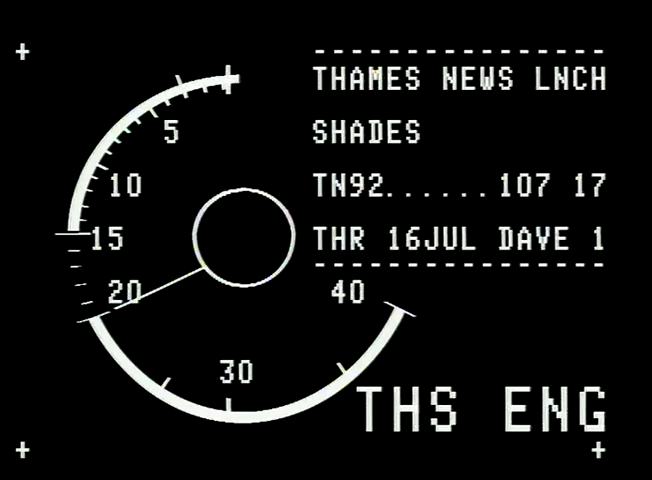 THAMES NEWS LNCH
SHADES
TN92......107 17
THR 16JUL DAVE 1
5
10
15
20
30
40
THS ENG